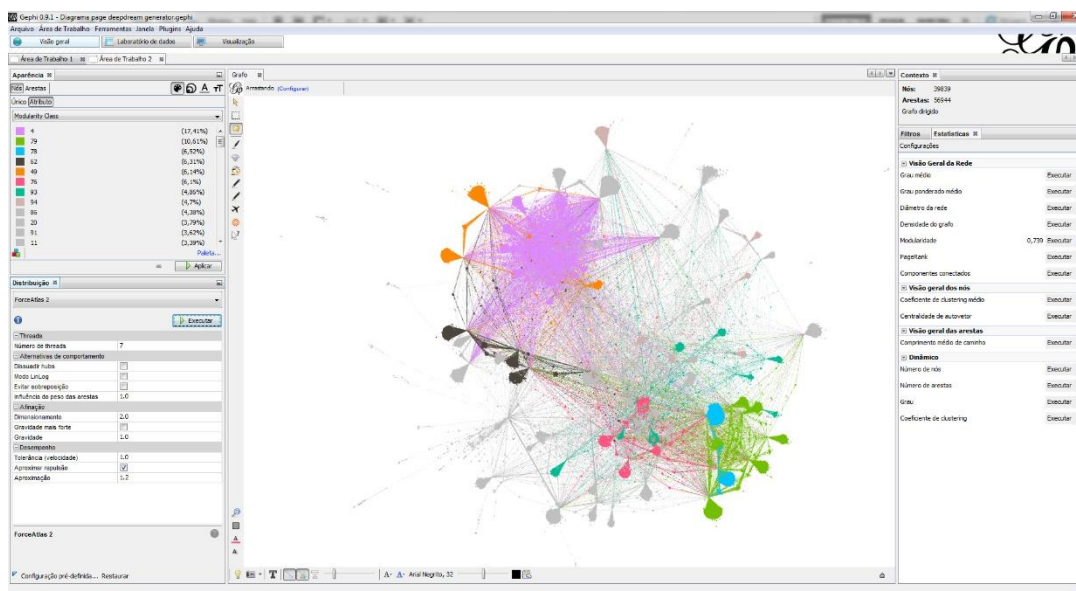 Gephi 0.9.1 - Diagrama page deepdream generator.gephi
Arquivo Área de Trabalho Ferramentas Janela Plugins Ajuda
Visão geral Laboratório de dados Visualização
Área de Trabalho 1 Área de Trabalho 2
Aparência
Nós Arestas
Único Atributo
Modularity Class
4 (17,41%)
79 (10,61%)
78 (6,52%)
62 (6,31%)
49 (6,14%)
76 (6,1%)
93 (4,85%)
94 (4,7%)
86 (4,38%)
20 (3,79%)
91 (3,62%)
11 (3,39%)
Paleta...
Aplicar
Distribuição
ForceAtlas 2
Executar
Threads
Número de threads 7
Alternativas de comportamento
Dissuadir hubs
Modo LinLog
Evitar sobreposição
Influência do peso das arestas 1.0
Afinação
Dimensionamento 2.0
Gravidade mais forte
Gravidade 1.0
Desempenho
Tolerância (velocidade) 1.0
Aproximar repulsão
Aproximação 1.2
ForceAtlas 2
Configuração pré-definida... Restaurar
Grafo
Arrastando (Configurar)
A- A- Arial Negrito, 32
Contexto
Nós: 39839
Arestas: 56944
Grafo dirigido
Filtros Estatísticas
Configurações
Visão Geral da Rede
Grau médio Executar
Grau ponderado médio Executar
Diâmetro da rede Executar
Densidade do grafo Executar
Modularidade 0,739 Executar
PageRank Executar
Componentes conectados Executar
Visão geral dos nós
Coeficiente de clustering médio Executar
Centralidade de autovetor Executar
Visão geral das arestas
Comprimento médio de caminho Executar
Dinâmico
Número de nós Executar
Número de arestas Executar
Grau Executar
Coeficiente de clustering Executar